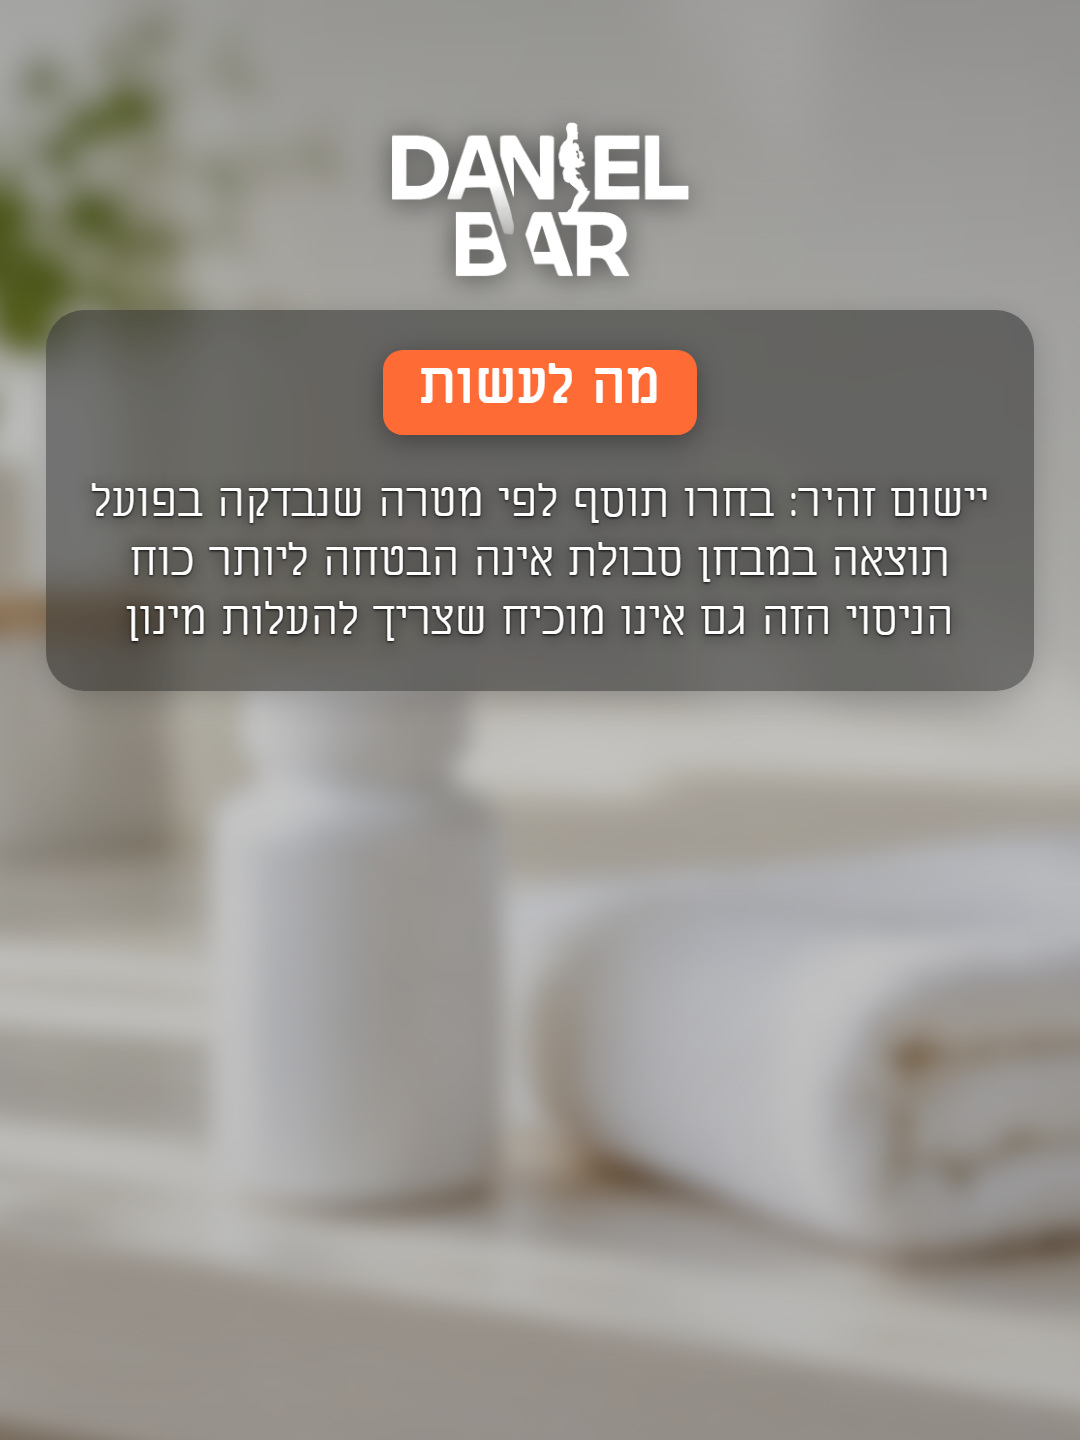 DANIEL
BAR
מה לעשות
יישום זהיר: בחרו תוסף לפי מטרה שנבדקה בפועל
תוצאה במבחן סבולת אינה הבטחה ליותר כוח
הניסוי הזה גם אינו מוכיח שצריך להעלות מינון